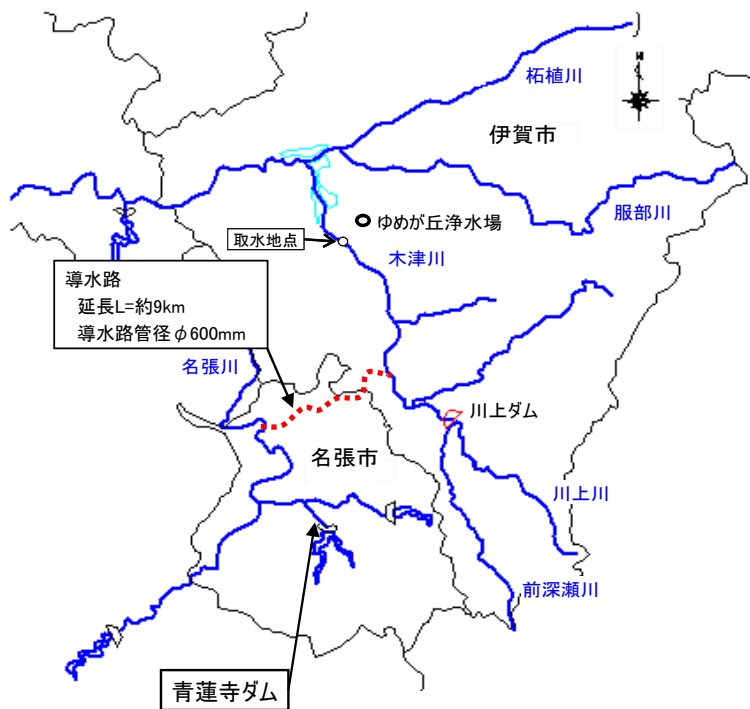 N
柘植川
伊賀市
服部川
ゆめが丘浄水場
取水地点
木津川
導水路
延長L=約9km
導水路管径φ600mm
名張川
川上ダム
名張市
川上川
前深瀬川
青蓮寺ダム